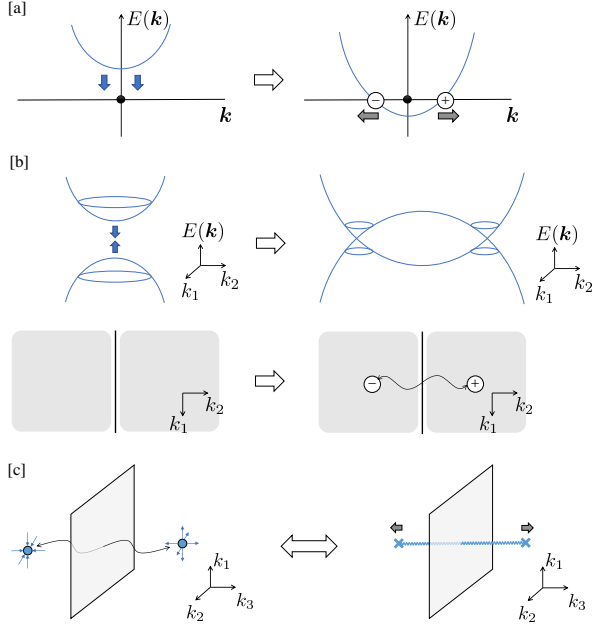 [a]
E(k)
E(k)
−
+
k
k
[b]
E(k)
k₂
k₁
E(k)
k₂
k₁
k₂
k₁
−
+
k₂
k₁
[c]
k₁
k₃
k₂
k₁
k₃
k₂